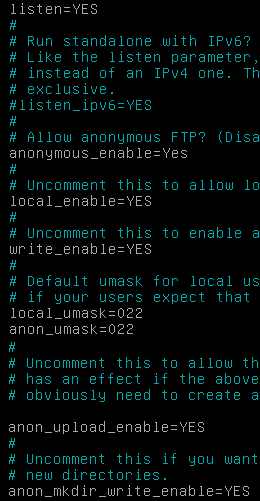 listen=YES
#
# Run standalone with IPv6?
# Like the listen parameter,
# instead of an IPv4 one. Th
# exclusive.
#listen_ipv6=YES
#
# Allow anonymous FTP? (Disa
anonymous_enable=Yes
#
# Uncomment this to allow lo
local_enable=YES
#
# Uncomment this to enable a
write_enable=YES
#
# Default umask for local us
# if your users expect that
local_umask=022
anon_umask=022
#
# Uncomment this to allow th
# has an effect if the above
# obviously need to create a
anon_upload_enable=YES
#
# Uncomment this if you want
# new directories.
anon_mkdir_write_enable=YES